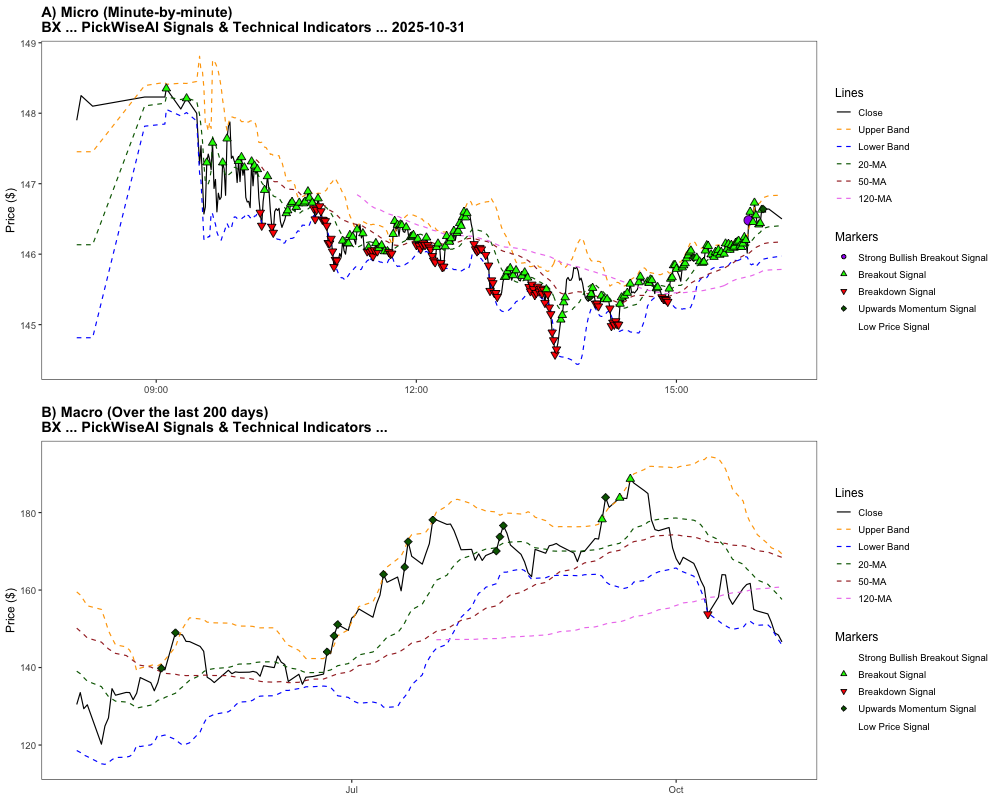 A) Micro (Minute-by-minute)
BX ... PickWiseAI Signals & Technical Indicators ... 2025-10-31
149
148
147
146
145
Price ($)
09:00
12:00
15:00
Lines
Close
Upper Band
Lower Band
20-MA
50-MA
120-MA
Markers
Strong Bullish Breakout Signal
Breakout Signal
Breakdown Signal
Upwards Momentum Signal
Low Price Signal
B) Macro (Over the last 200 days)
BX ... PickWiseAI Signals & Technical Indicators ...
180
160
140
120
Price ($)
Jul
Oct
Lines
Close
Upper Band
Lower Band
20-MA
50-MA
120-MA
Markers
Strong Bullish Breakout Signal
Breakout Signal
Breakdown Signal
Upwards Momentum Signal
Low Price Signal